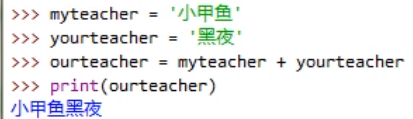 >>> myteacher = '小甲鱼'
>>> yourteacher = '黑夜'
>>> ourteacher = myteacher + yourteacher
>>> print(ourteacher)
小甲鱼黑夜